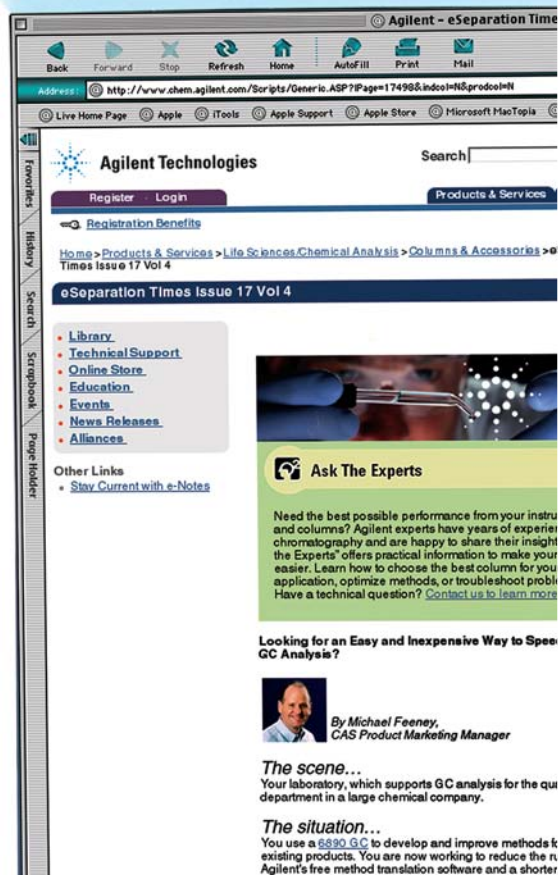 Agilent - eSeparation Time
Back Forward Stop Refresh Home AutoFill Print Mail
Address: http://www.chem.agilent.com/Scripts/Generic.ASP?lPage=17498&indcol=N&prodcol=N
Live Home Page Apple iTools Apple Support Apple Store Microsoft MacTopia
Favorites
History
Search
Scrapbook
Page Holder
Agilent Technologies
Search
Register Login
Products & Services
Registration Benefits
Home > Products & Services > Life Sciences/Chemical Analysis > Columns & Accessories > e
Times Issue 17 Vol 4
eSeparation Times Issue 17 Vol 4
Library
Technical Support
Online Store
Education
Events
News Releases
Alliances
Other Links
Stay Current with e-Notes
Ask The Experts
Need the best possible performance from your instru
and columns? Agilent experts have years of experien
chromatography and are happy to share their insight
the Experts" offers practical information to make your
easier. Learn how to choose the best column for you
application, optimize methods, or troubleshoot proble
Have a technical question? Contact us to learn more
Looking for an Easy and Inexpensive Way to Spee
GC Analysis?
By Michael Feeney,
CAS Product Marketing Manager
The scene...
Your laboratory, which supports GC analysis for the qu
department in a large chemical company.
The situation...
You use a 6890 GC to develop and improve methods fo
existing products. You are now working to reduce the ru
Agilent's free method translation software and a shorter